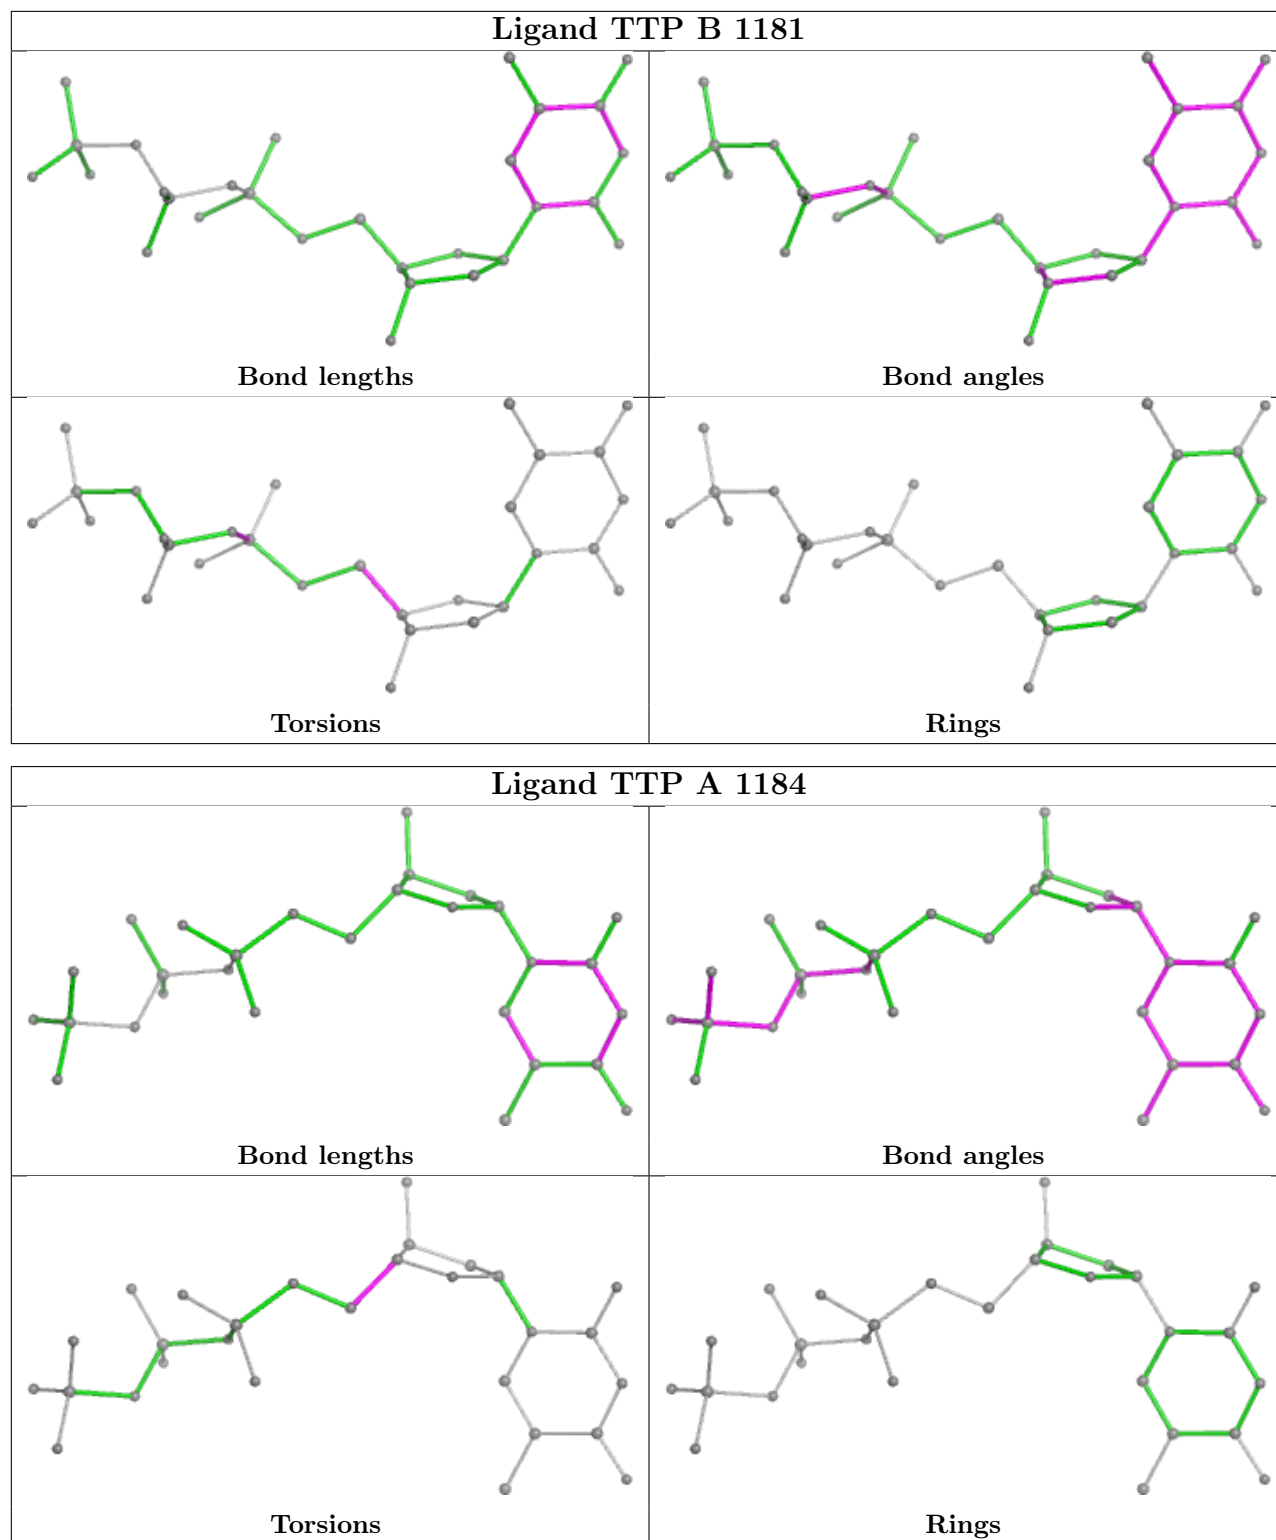 Ligand TTP B 1181
Bond lengths
Bond angles
Torsions
Rings
Ligand TTP A 1184
Bond lengths
Bond angles
Torsions
Rings